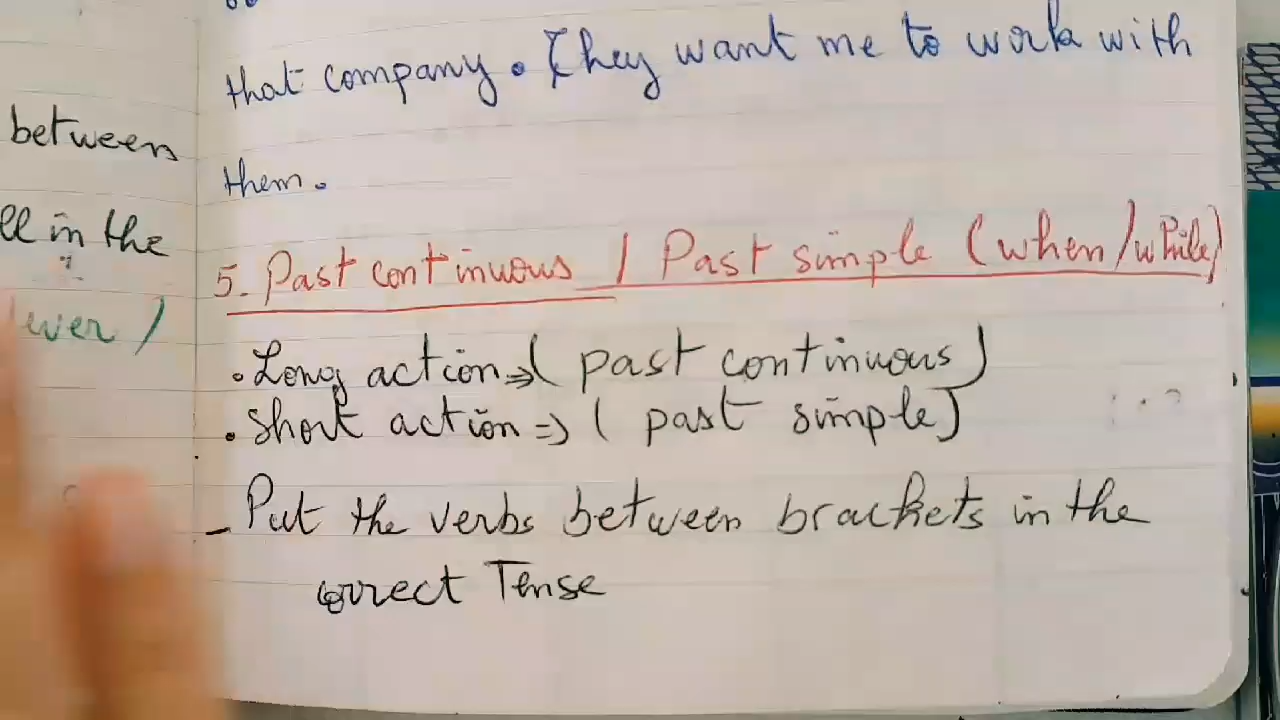 between
ll in the
ever /
that company. They want me to work with
them.
5. Past continuous / Past simple (when/while)
. Long action => ( past continuous)
. Short action => ( past simple)
_ Put the verbs between brackets in the
correct Tense